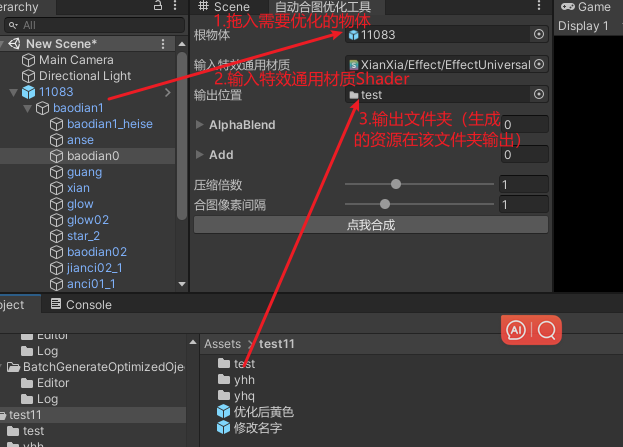 erarchy
All
New Scene*
Main Camera
Directional Light
11083
baodian1
baodian1_heise
anse
baodian0
guang
xian
glow
glow02
star_2
baodian02
jianci02_1
anci01_1
Scene
自动合图优化工具
Game
Display 1
1.拖入需要优化的物体
根物体
11083
输入特效通用材质
XianXia/Effect/EffectUniversal
2.输入特效通用材质Shader
输出位置
test
3.输出文件夹（生成
的资源在该文件夹输出）
AlphaBlend
0
Add
0
压缩倍数
1
合图像素间隔
1
点我合成
oject
Console
Editor
Log
BatchGenerateOptimizedOje
Editor
Log
test11
test
yhh
Assets
test11
test
yhh
yhq
优化后黄色
修改名字
AI